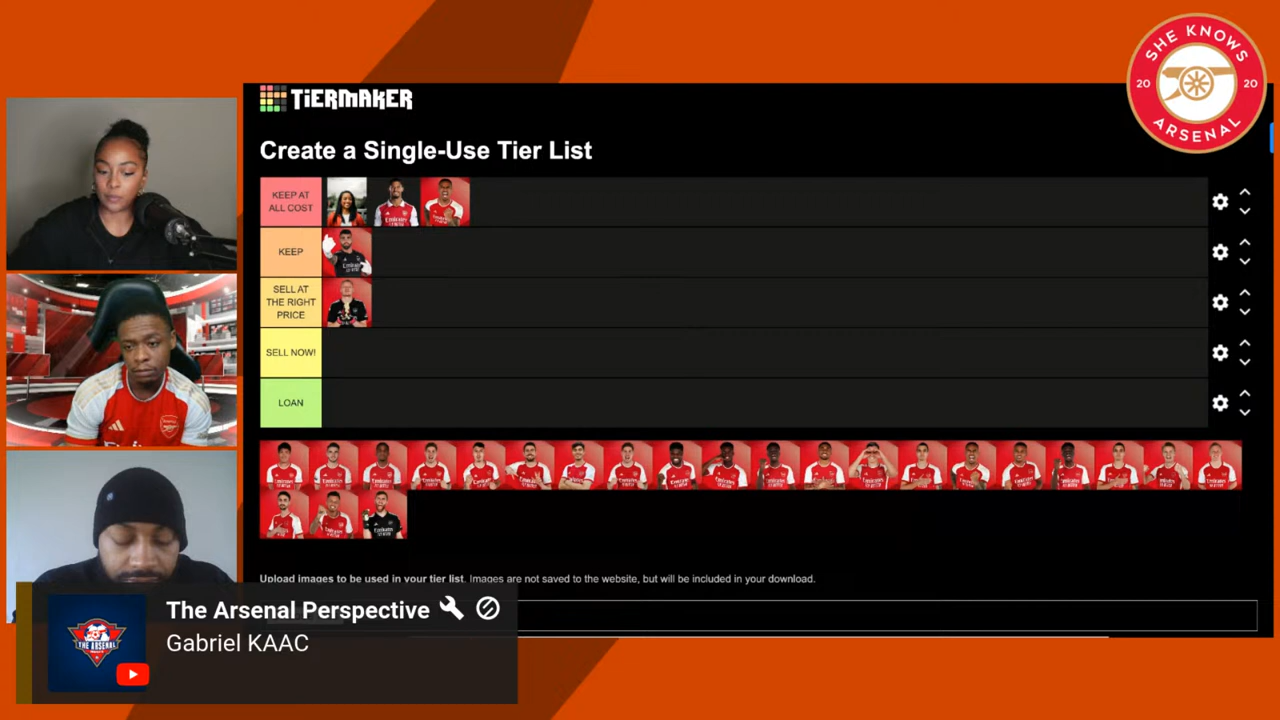 SHE KNOWS
20 20
ARSENAL
TiERMAKER
Create a Single-Use Tier List
KEEP AT
ALL COST
KEEP
SELL AT
THE RIGHT
PRICE
SELL NOW!
LOAN
Upload images to be used in your tier list. Images are not saved to the website, but will be included in your download.
The Arsenal Perspective
Gabriel KAAC
THE ARSENAL